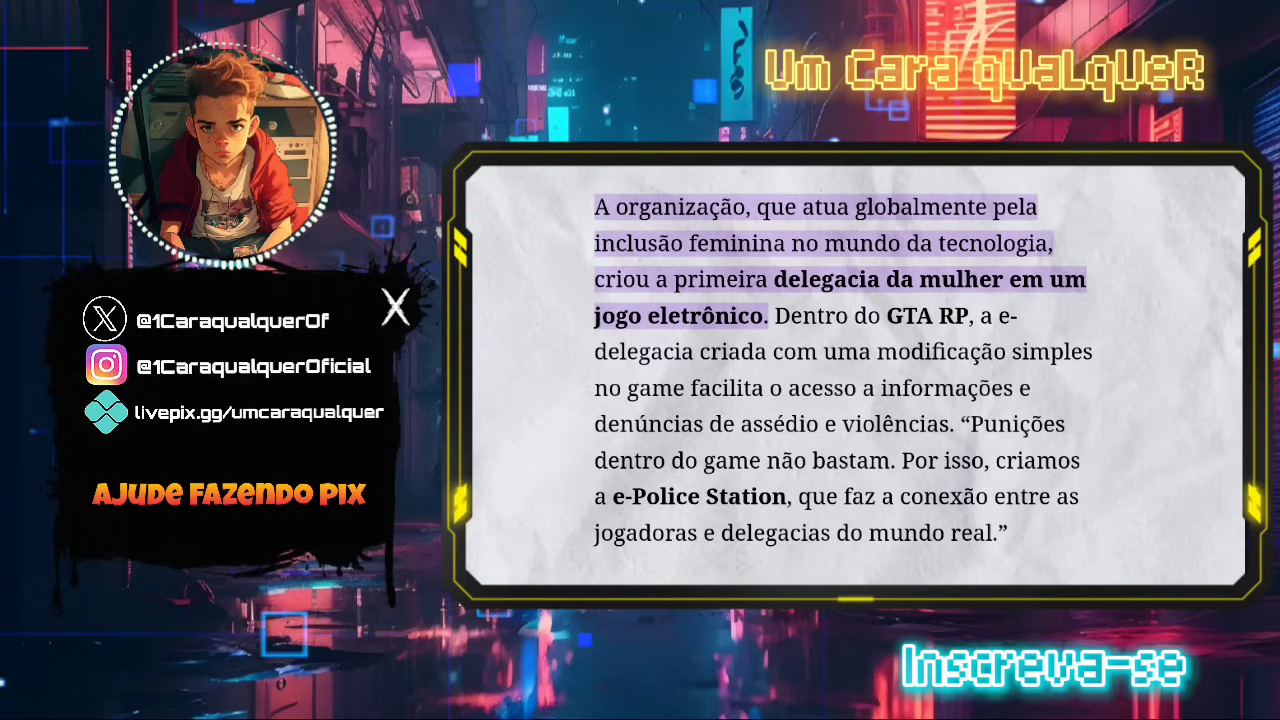 Um Cara qUaLqUeR
@1CaraqualquerOf
@1CaraqualquerOficial
livepix.gg/umcaraqualquer
Ajude fazendo pix
A organização, que atua globalmente pela
inclusão feminina no mundo da tecnologia,
criou a primeira delegacia da mulher em um
jogo eletrônico. Dentro do GTA RP, a e-
delegacia criada com uma modificação simples
no game facilita o acesso a informações e
denúncias de assédio e violências. “Punições
dentro do game não bastam. Por isso, criamos
a e-Police Station, que faz a conexão entre as
jogadoras e delegacias do mundo real.”
Inscreva-se